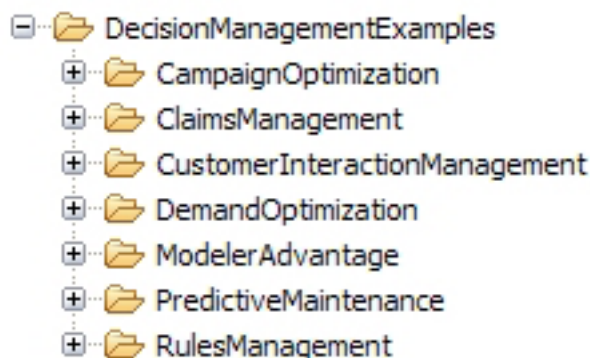 DecisionManagementExamples
CampaignOptimization
ClaimsManagement
CustomerInteractionManagement
DemandOptimization
ModelerAdvantage
PredictiveMaintenance
RulesManagement